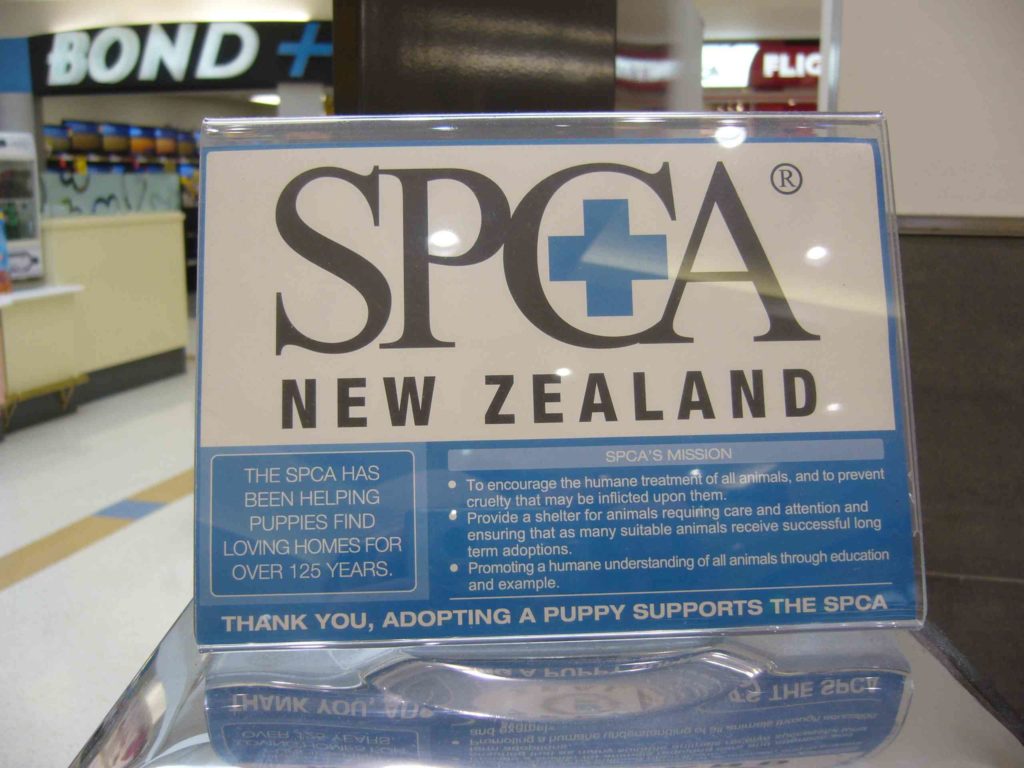 BOND +
FLIG
SPCA ®
NEW ZEALAND
THE SPCA HAS
BEEN HELPING
PUPPIES FIND
LOVING HOMES FOR
OVER 125 YEARS.
SPCA'S MISSION
• To encourage the humane treatment of all animals, and to prevent
cruelty that may be inflicted upon them.
• Provide a shelter for animals requiring care and attention and
ensuring that as many suitable animals receive successful long
term adoptions.
• Promoting a humane understanding of all animals through education
and example.
THANK YOU, ADOPTING A PUPPY SUPPORTS THE SPCA